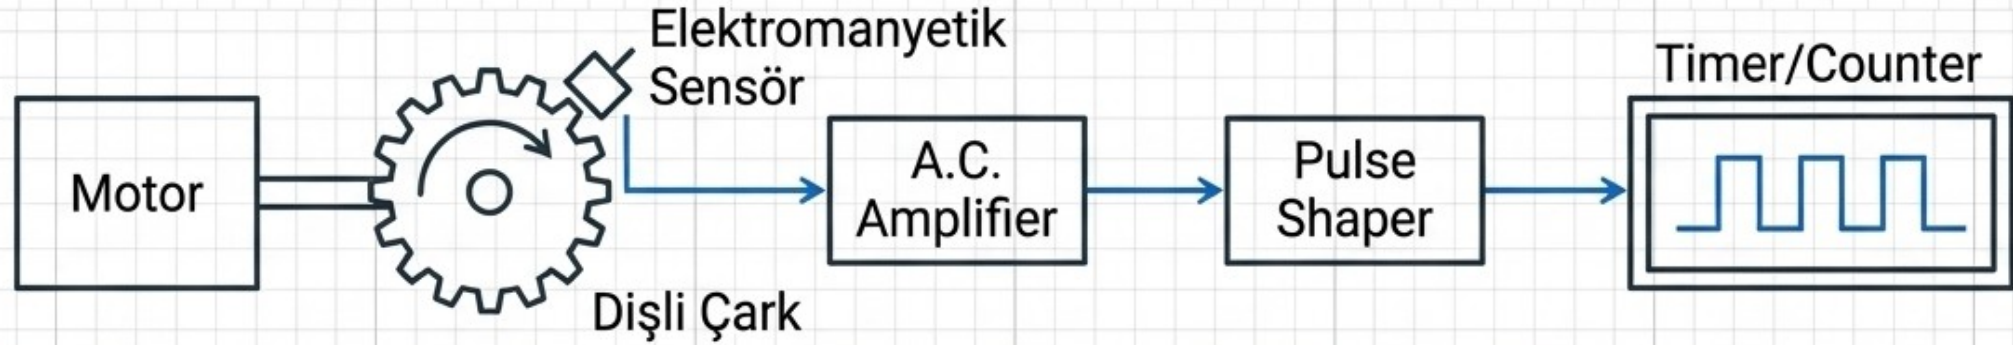 Elektromanyetik
Sensör
Timer/Counter
Motor
A.C.
Amplifier
Pulse
Shaper
Dişli Çark